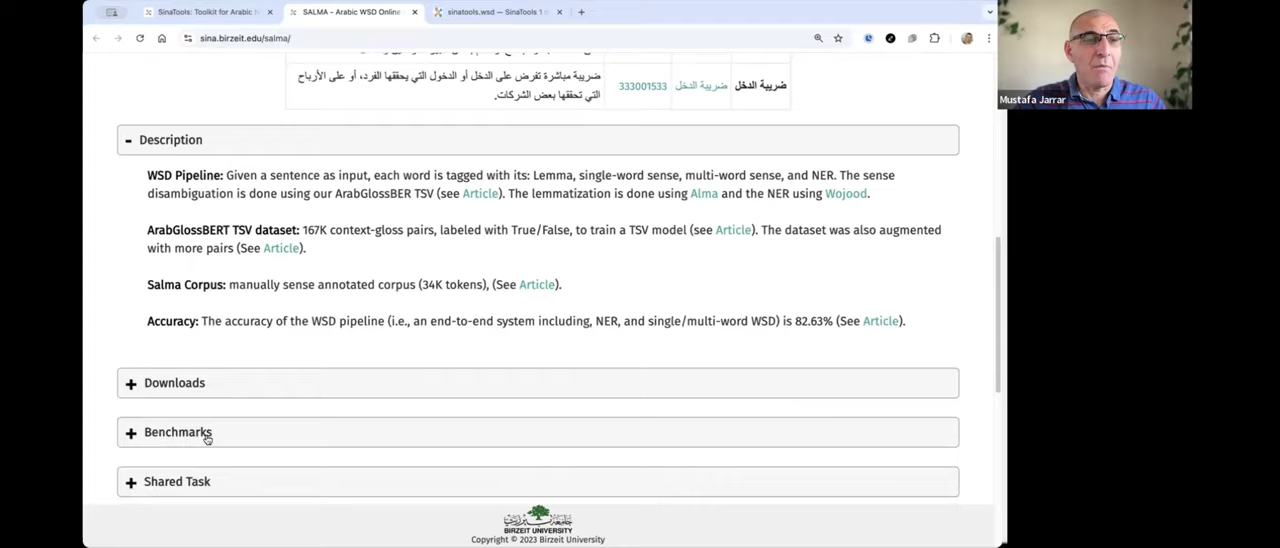 SinaTools: Toolkit for Arabic N
SALMA - Arabic WSD Online
sinatools.wsd — SinaTools 1
sina.birzeit.edu/salma/
Mustafa Jarrar
ضريبة الدخل
ضريبة الدخل
333001533
ضريبة مباشرة تفرض على الدخل أو الدخول التي يحققها الفرد، أو على الأرباح
التي تحققها بعض الشركات.
Description
WSD Pipeline: Given a sentence as input, each word is tagged with its: Lemma, single-word sense, multi-word sense, and NER. The sense
disambiguation is done using our ArabGlossBER TSV (see Article). The lemmatization is done using Alma and the NER using Wojood.
ArabGlossBERT TSV dataset: 167K context-gloss pairs, labeled with True/False, to train a TSV model (see Article). The dataset was also augmented
with more pairs (See Article).
Salma Corpus: manually sense annotated corpus (34K tokens), (See Article).
Accuracy: The accuracy of the WSD pipeline (i.e., an end-to-end system including, NER, and single/multi-word WSD) is 82.63% (See Article).
Downloads
Benchmarks
Shared Task
BIRZEIT UNIVERSITY
Copyright © 2023 Birzeit University